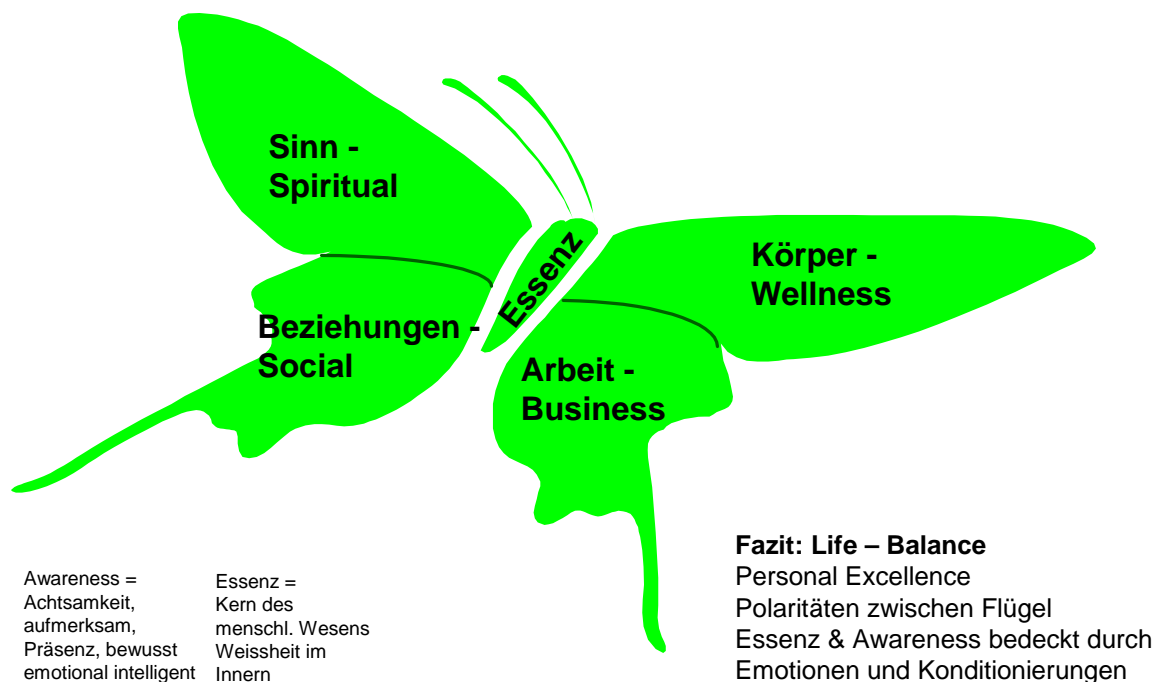 Sinn -
Spiritual
Essenz
Körper -
Wellness
Beziehungen -
Social
Arbeit -
Business
Awareness =
Achtsamkeit,
aufmerksam,
Präsenz, bewusst
emotional intelligent
Essenz =
Kern des
menschl. Wesens
Weissheit im
Innern
Fazit: Life – Balance
Personal Excellence
Polaritäten zwischen Flügel
Essenz & Awareness bedeckt durch
Emotionen und Konditionierungen